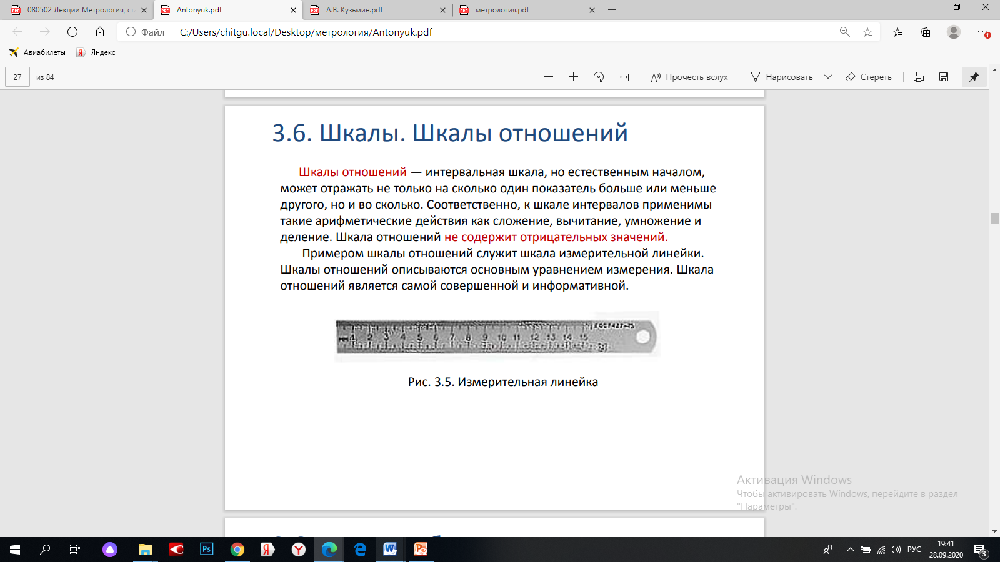 080502 Лекции Метрология, ст
Antonyuk.pdf
А.В. Кузьмин.pdf
метрология.pdf
Файл
C:/Users/chitgu.local/Desktop/метрология/Antonyuk.pdf
Авиабилеты
Яндекс
27 из 84
Прочесть вслух
Нарисовать
Стереть
3.6. Шкалы. Шкалы отношений
Шкалы отношений — интервальная шкала, но естественным началом,
может отражать не только на сколько один показатель больше или меньше
другого, но и во сколько. Соответственно, к шкале интервалов применимы
такие арифметические действия как сложение, вычитание, умножение и
деление. Шкала отношений не содержит отрицательных значений.
Примером шкалы отношений служит шкала измерительной линейки.
Шкалы отношений описываются основным уравнением измерения. Шкала
отношений является самой совершенной и информативной.
1 2 3 4 5 6 7 8 9 10 11 12 13 14 15
Рис. 3.5. Измерительная линейка
Активация Windows
Чтобы активировать Windows, перейдите в раздел
"Параметры".
РУС
19:41
28.09.2020
3